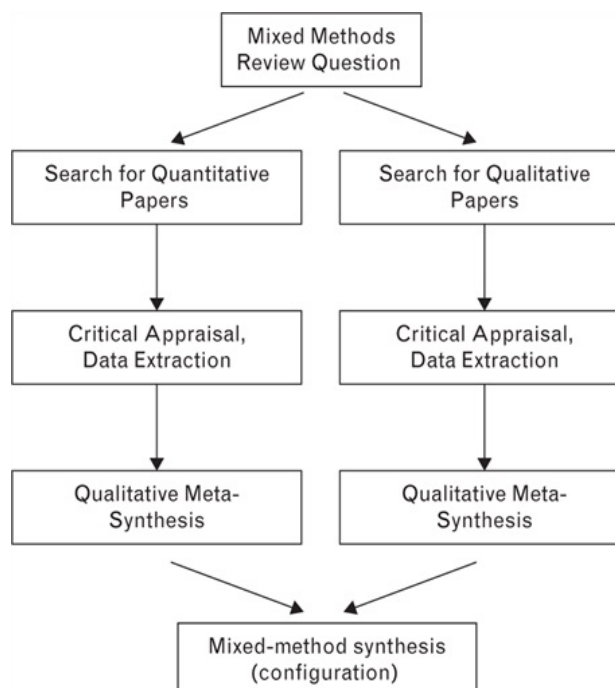 Mixed Methods
Review Question
Search for Quantitative
Papers
Search for Qualitative
Papers
Critical Appraisal,
Data Extraction
Critical Appraisal,
Data Extraction
Qualitative Meta-
Synthesis
Qualitative Meta-
Synthesis
Mixed-method synthesis
(configuration)